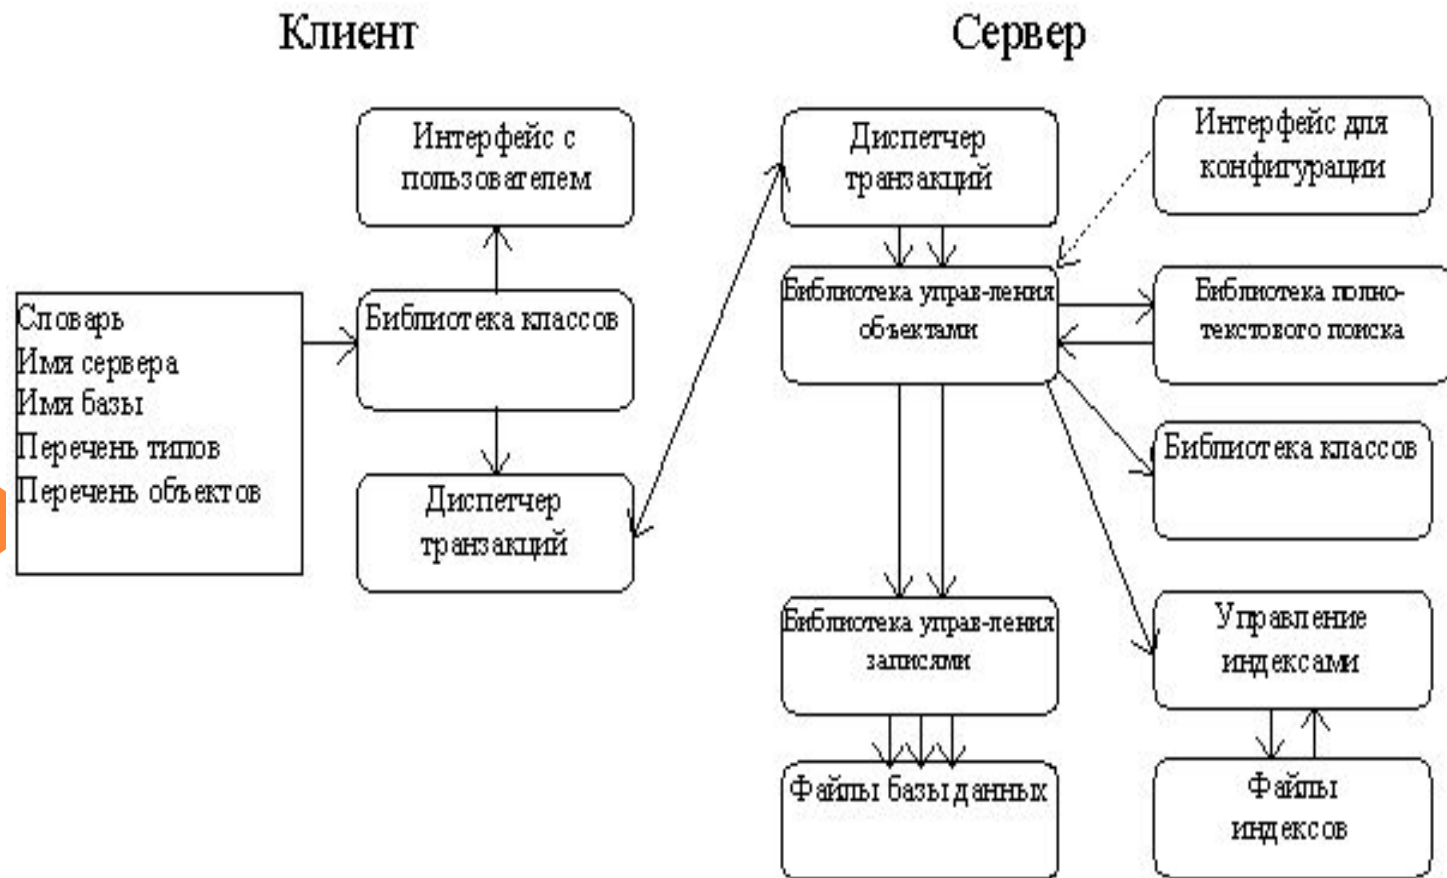 Клиент
Сервер
Интерфейс с
пользователем
Словарь
Имя сервера
Имя базы
Перечень типов
Перечень объектов
Библиотека классов
Диспетчер
транзакций
Диспетчер
транзакций
Интерфейс для
конфигурации
Библиотека управ-ления
объектами
Библиотека полно-
текстового поиска
Библиотека классов
Библиотека управ-ления
записями
Управление
индексами
Файлы базы данных
Файлы
индексов